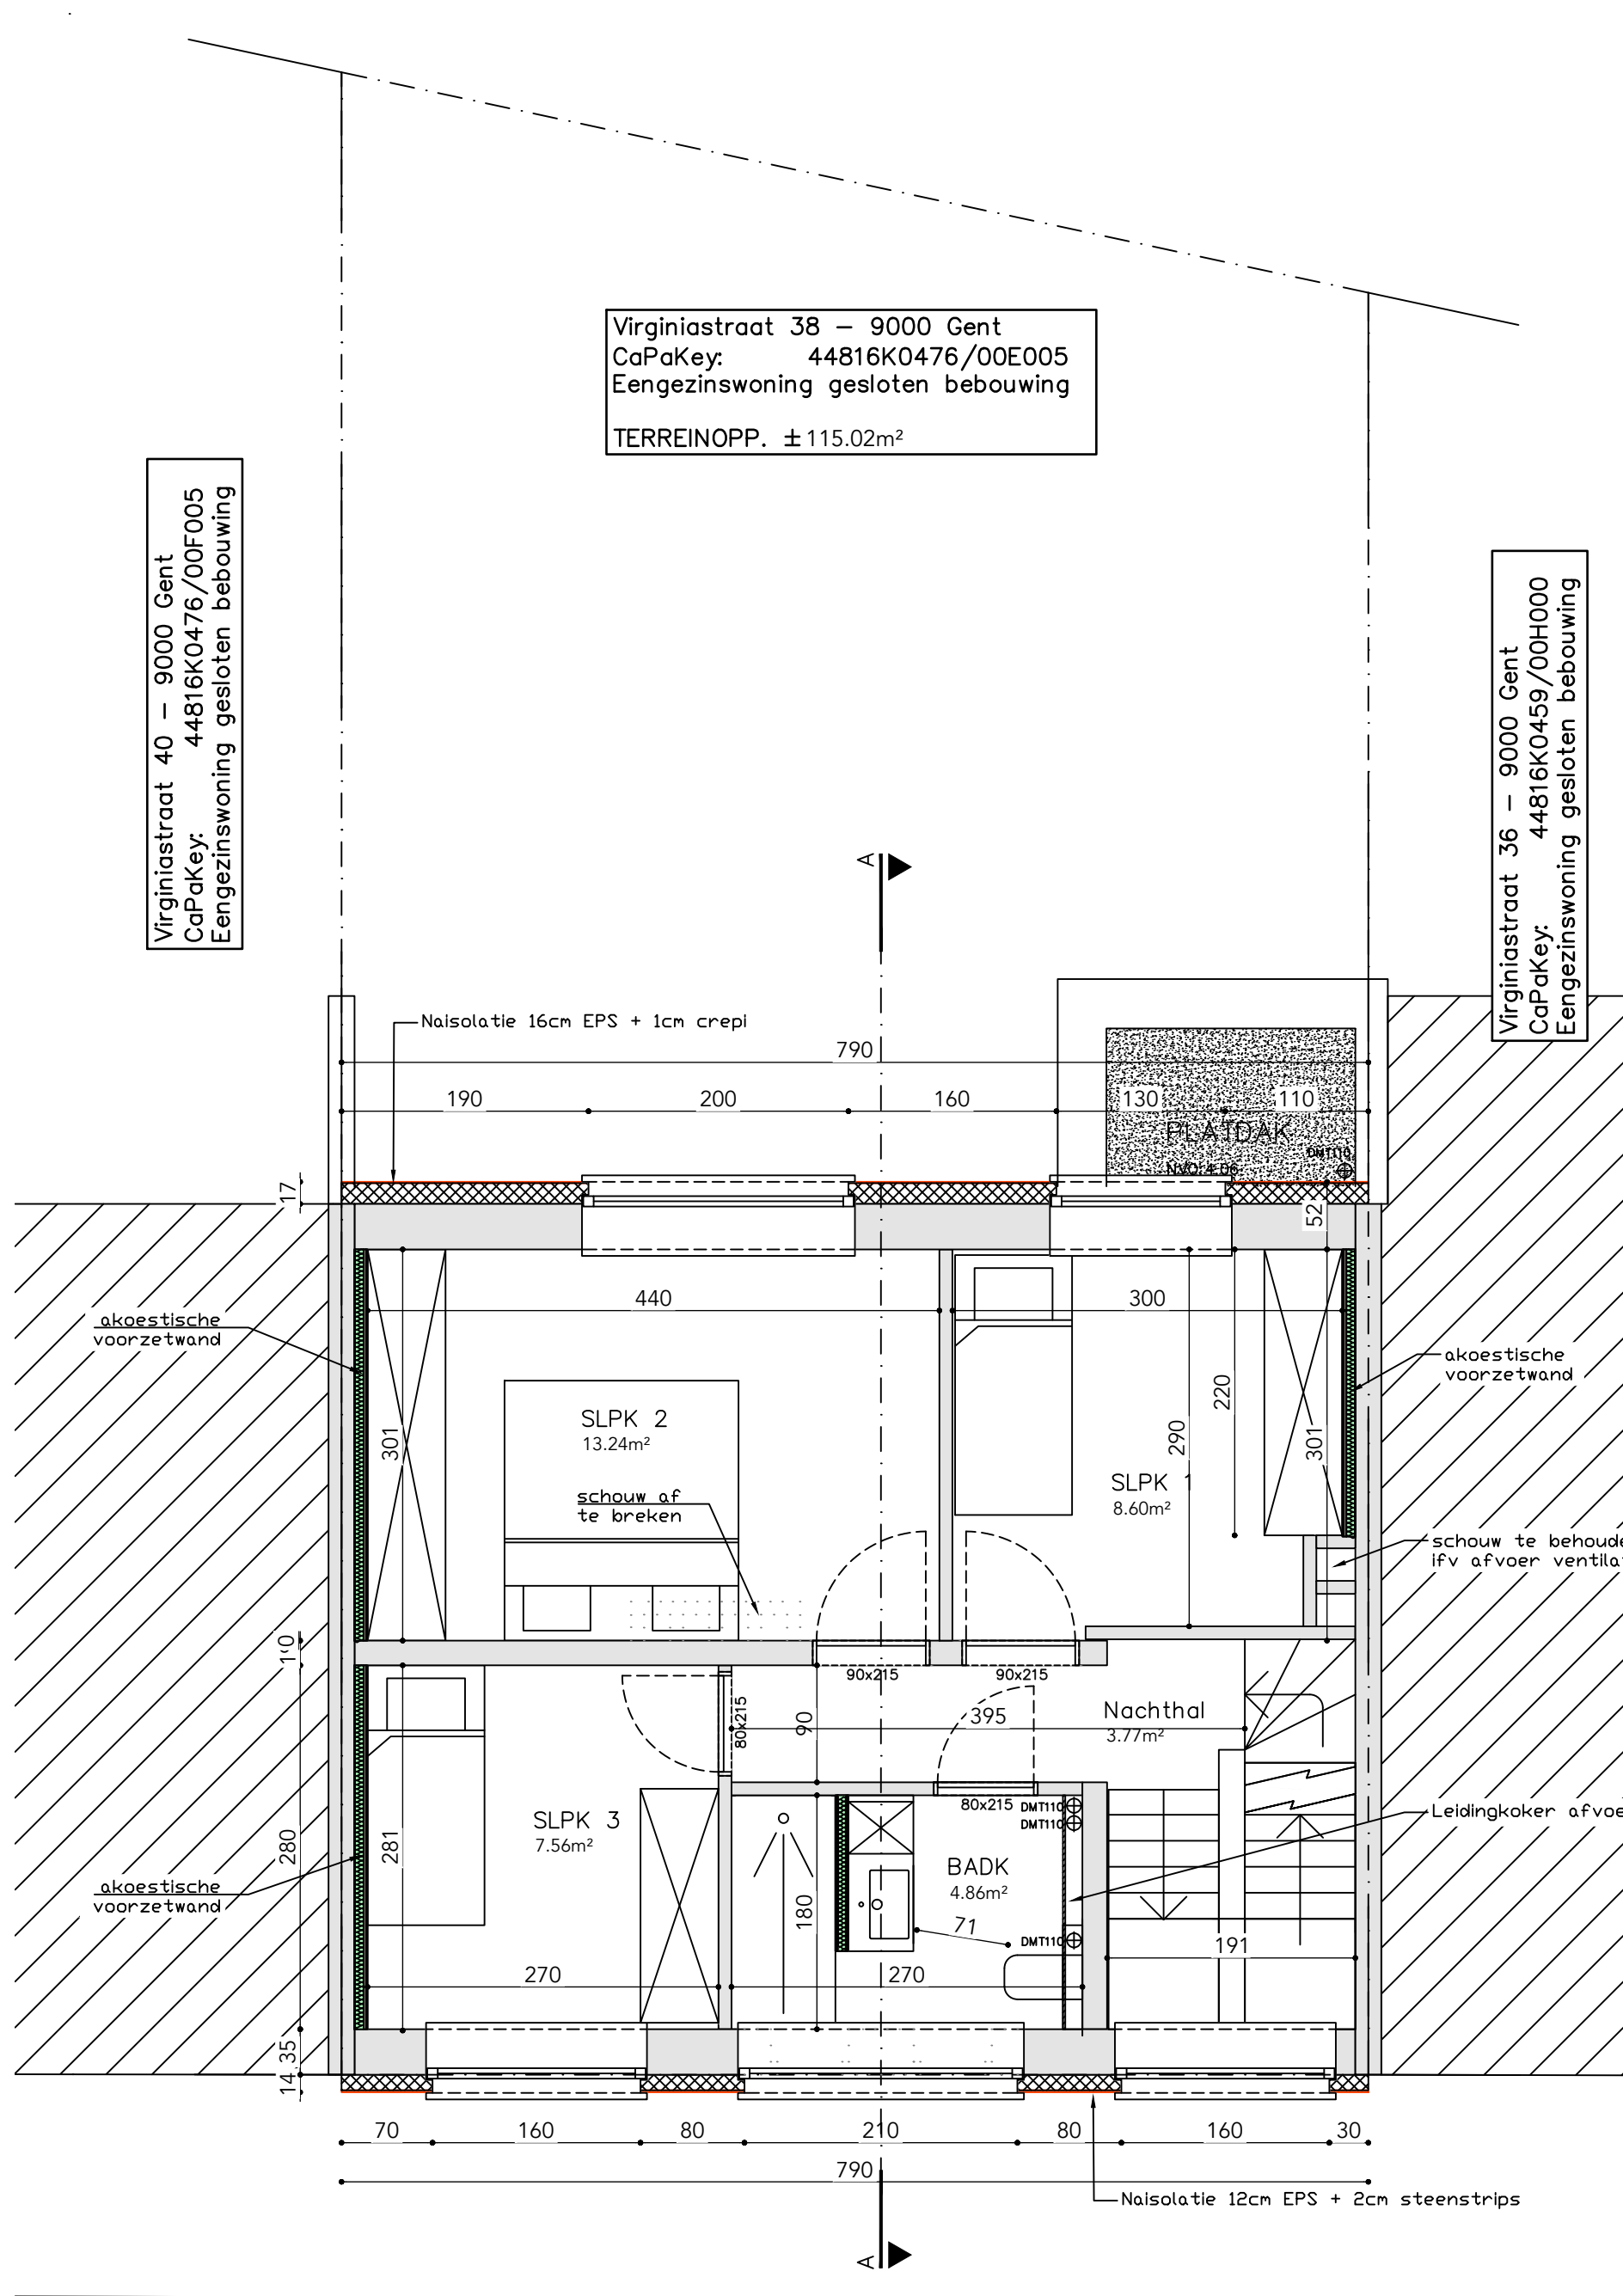 Virginiastraat 38 – 9000 Gent
CaPaKey: 44816K0476/00E005
Eengezinswoning gesloten bebouwing
TERREINOPP. ±115.02m²
Virginiastraat 40 – 9000 Gent
CaPaKey: 44816K0476/00F005
Eengezinswoning gesloten bebouwing
Virginiastraat 36 – 9000 Gent
CaPaKey: 44816K0459/00H000
Eengezinswoning gesloten bebouwing
A
Naisolatie 16cm EPS + 1cm crepi
790
190 200 160 130 110
PLATDAK
DMT110
NVO:4.06
17
52
440
300
akoestische
voorzetwand
akoestische
voorzetwand
301
SLPK 2
13.24m²
schouw af
te breken
290
220
301
SLPK 1
8.60m²
schouw te behoude
ifv afvoer ventila
10
90x215
90x215
80x215
90
395
Nachthal
3.77m²
80x215
DMT110
DMT110
Leidingkoker afvoe
SLPK 3
7.56m²
280
281
akoestische
voorzetwand
180
BADK
4.86m²
71
DMT110
191
270
270
35
14
70 160 80 210 80 160 30
790
Naisolatie 12cm EPS + 2cm steenstrips
A